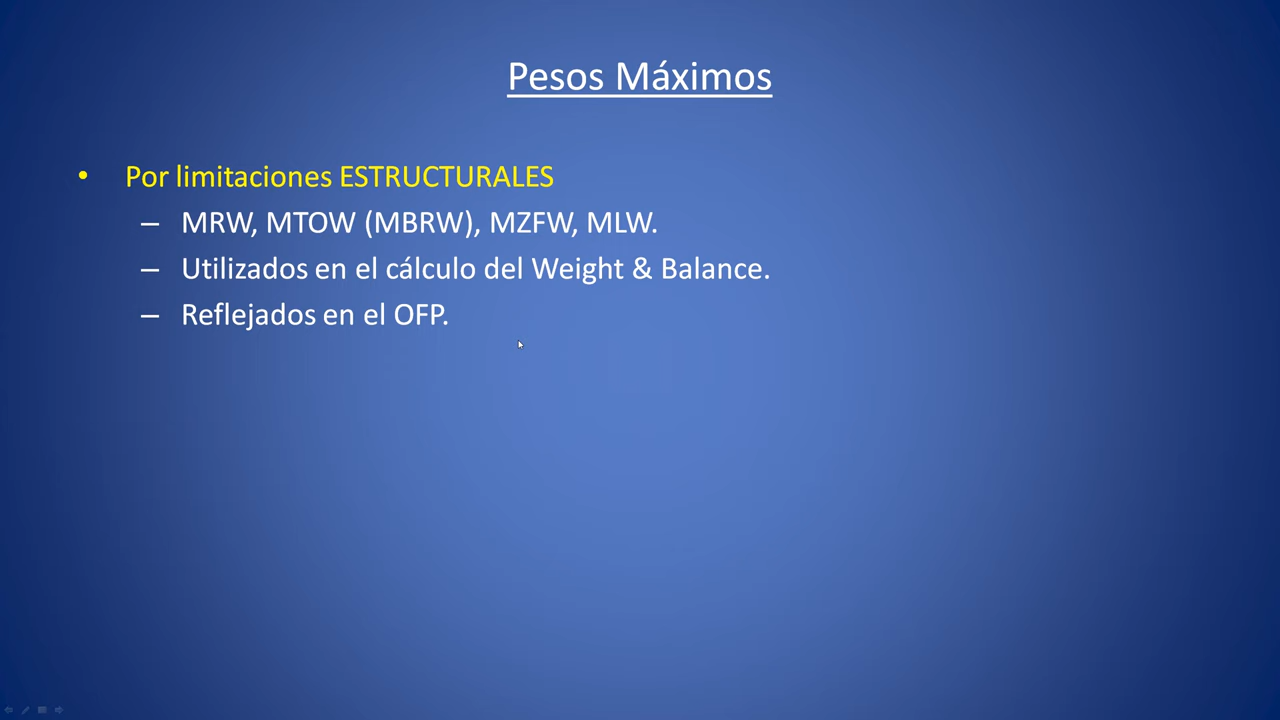 Pesos Máximos
• Por limitaciones ESTRUCTURALES
– MRW, MTOW (MBRW), MZFW, MLW.
– Utilizados en el cálculo del Weight & Balance.
– Reflejados en el OFP.